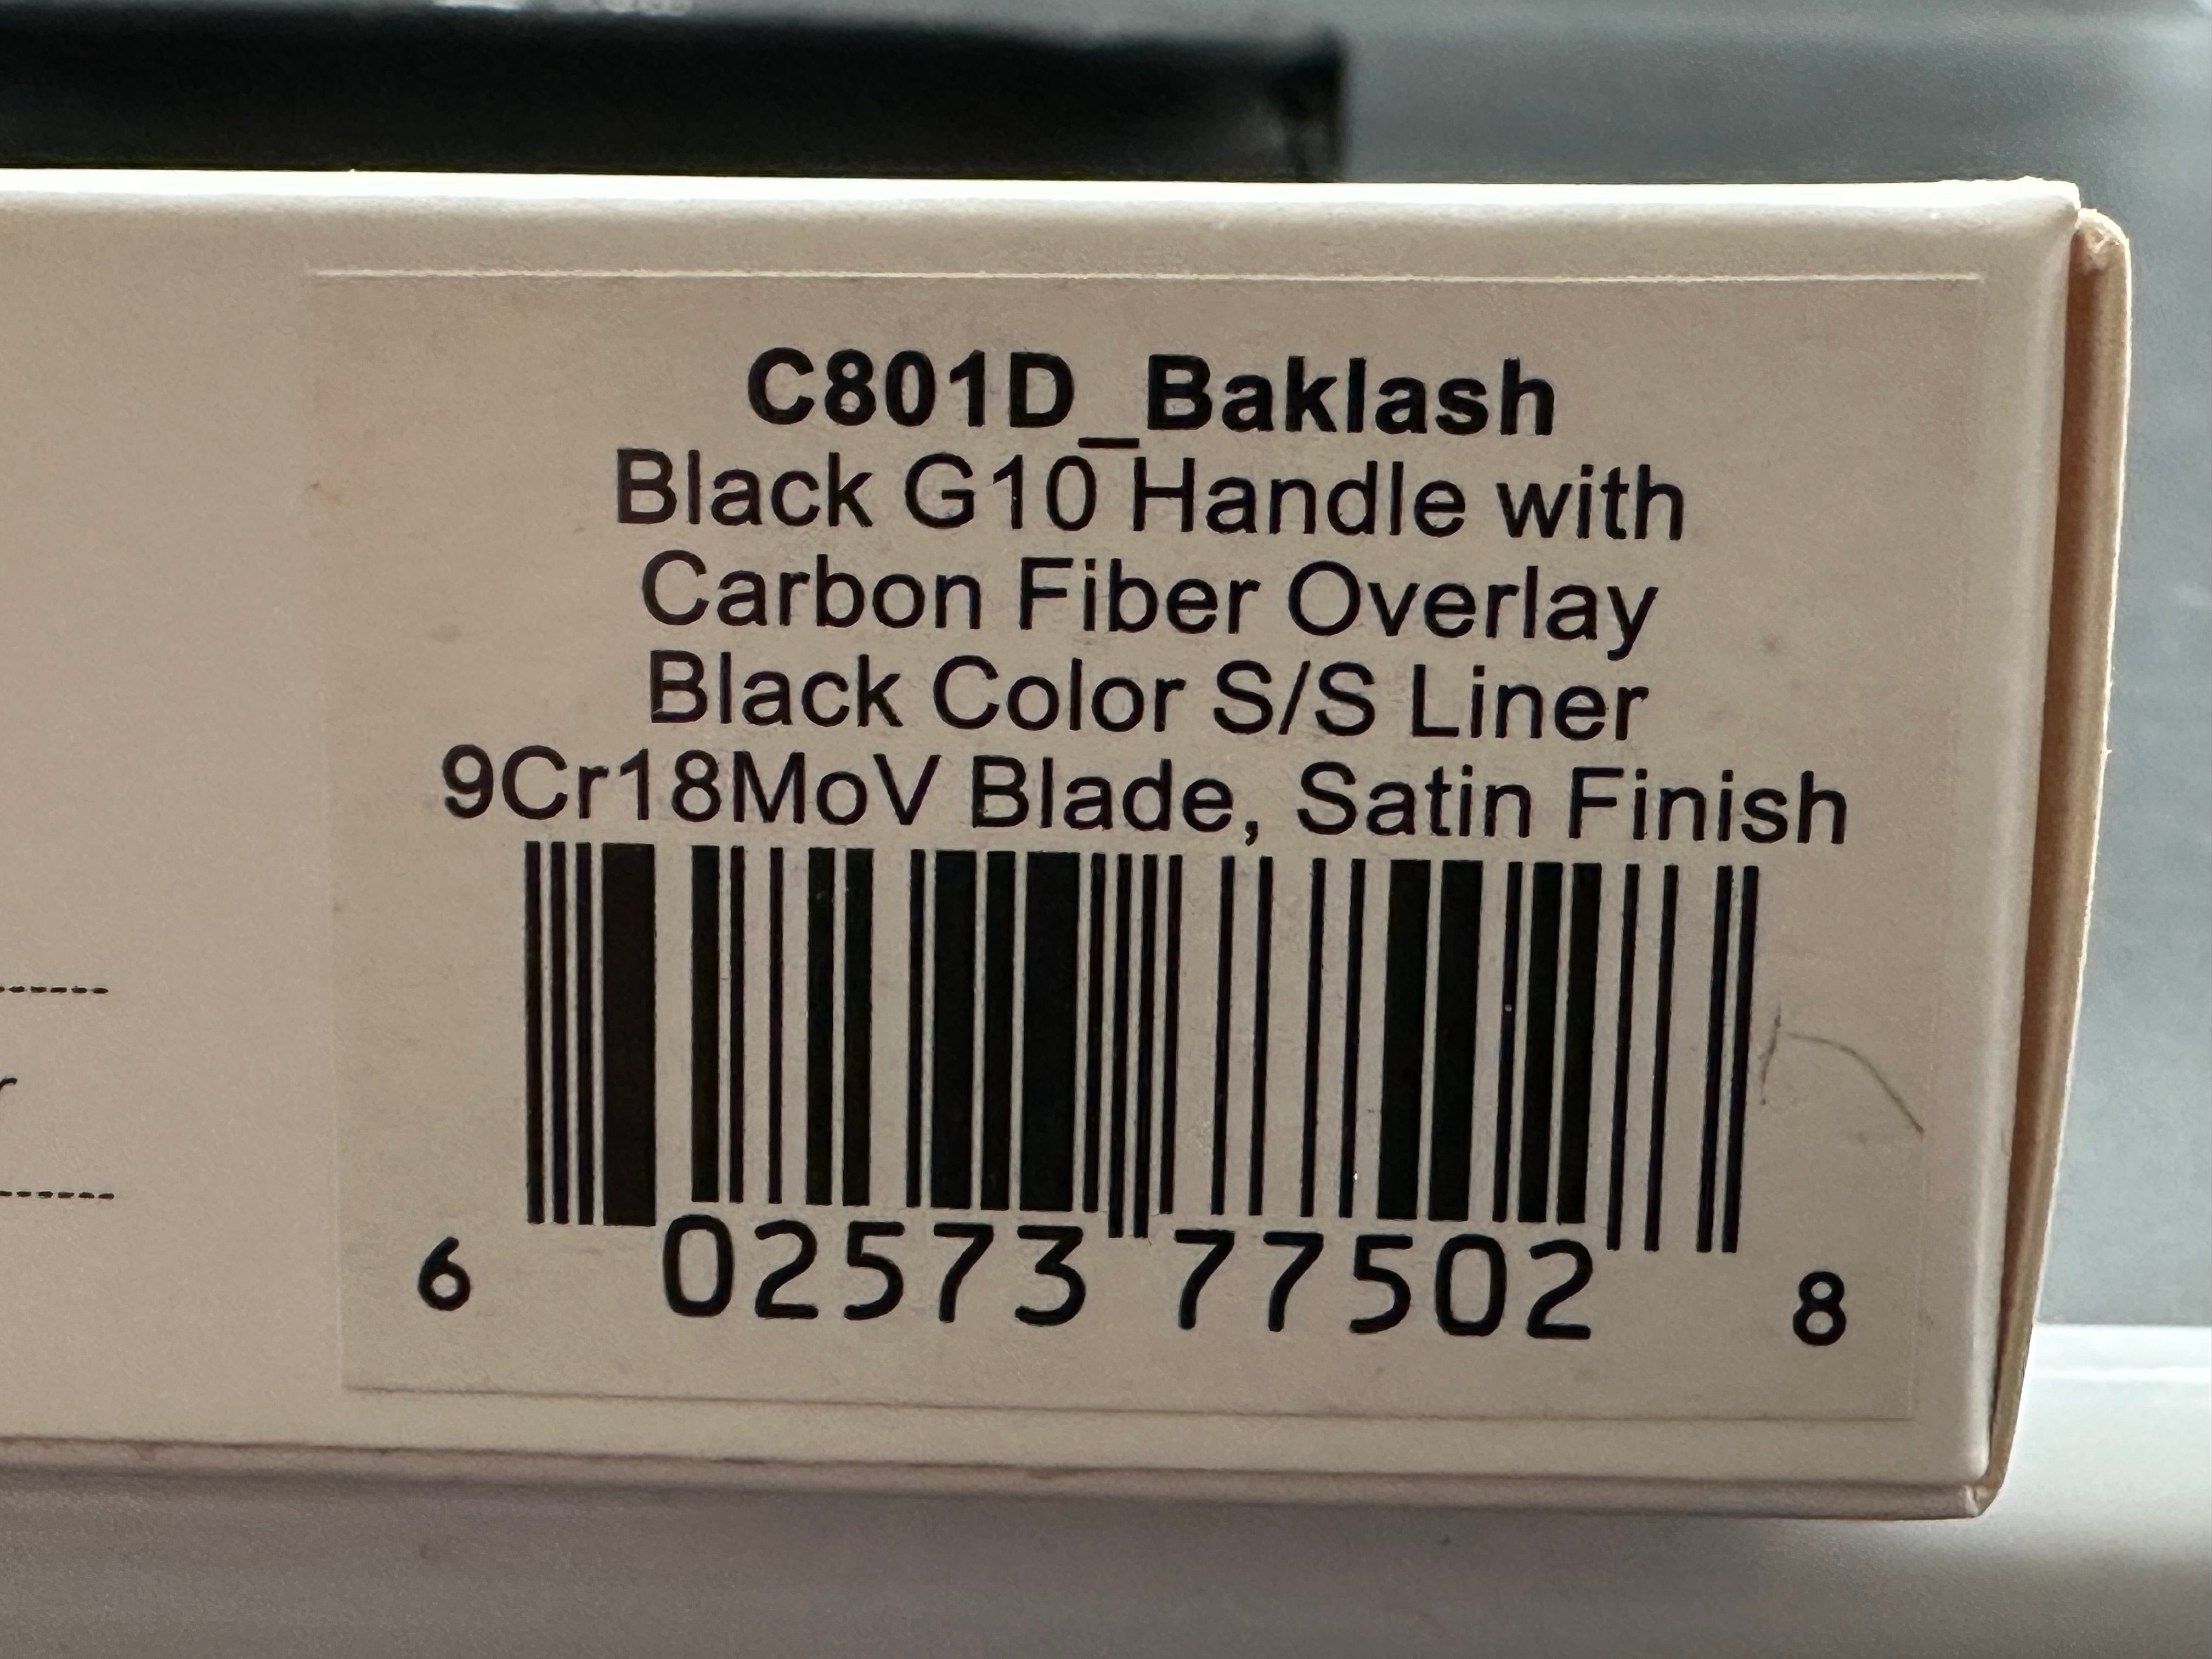 C801D_Baklash
Black G10 Handle with
Carbon Fiber Overlay
Black Color S/S Liner
9Cr18MoV Blade, Satin Finish
6 02573 77502 8